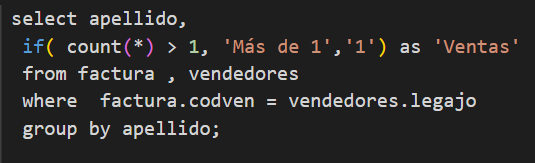 select apellido,
if( count(*) > 1, 'Más de 1','1') as 'Ventas'
from factura , vendedores
where  factura.codven = vendedores.legajo
group by apellido;